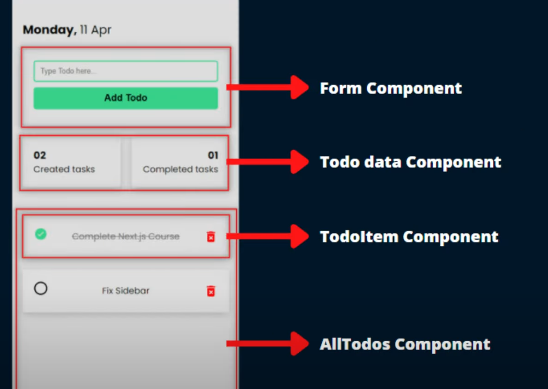 Monday, 11 Apr
Type Todo here...
Add Todo
Form Component
02
Created tasks
01
Completed tasks
Todo data Component
Complete Next.js Course
TodoItem Component
Fix Sidebar
AllTodos Component